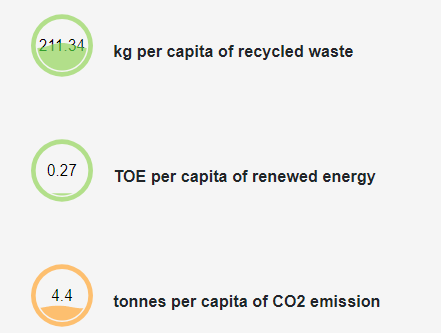 211.34
kg per capita of recycled waste
0.27
TOE per capita of renewed energy
4.4
tonnes per capita of CO2 emission